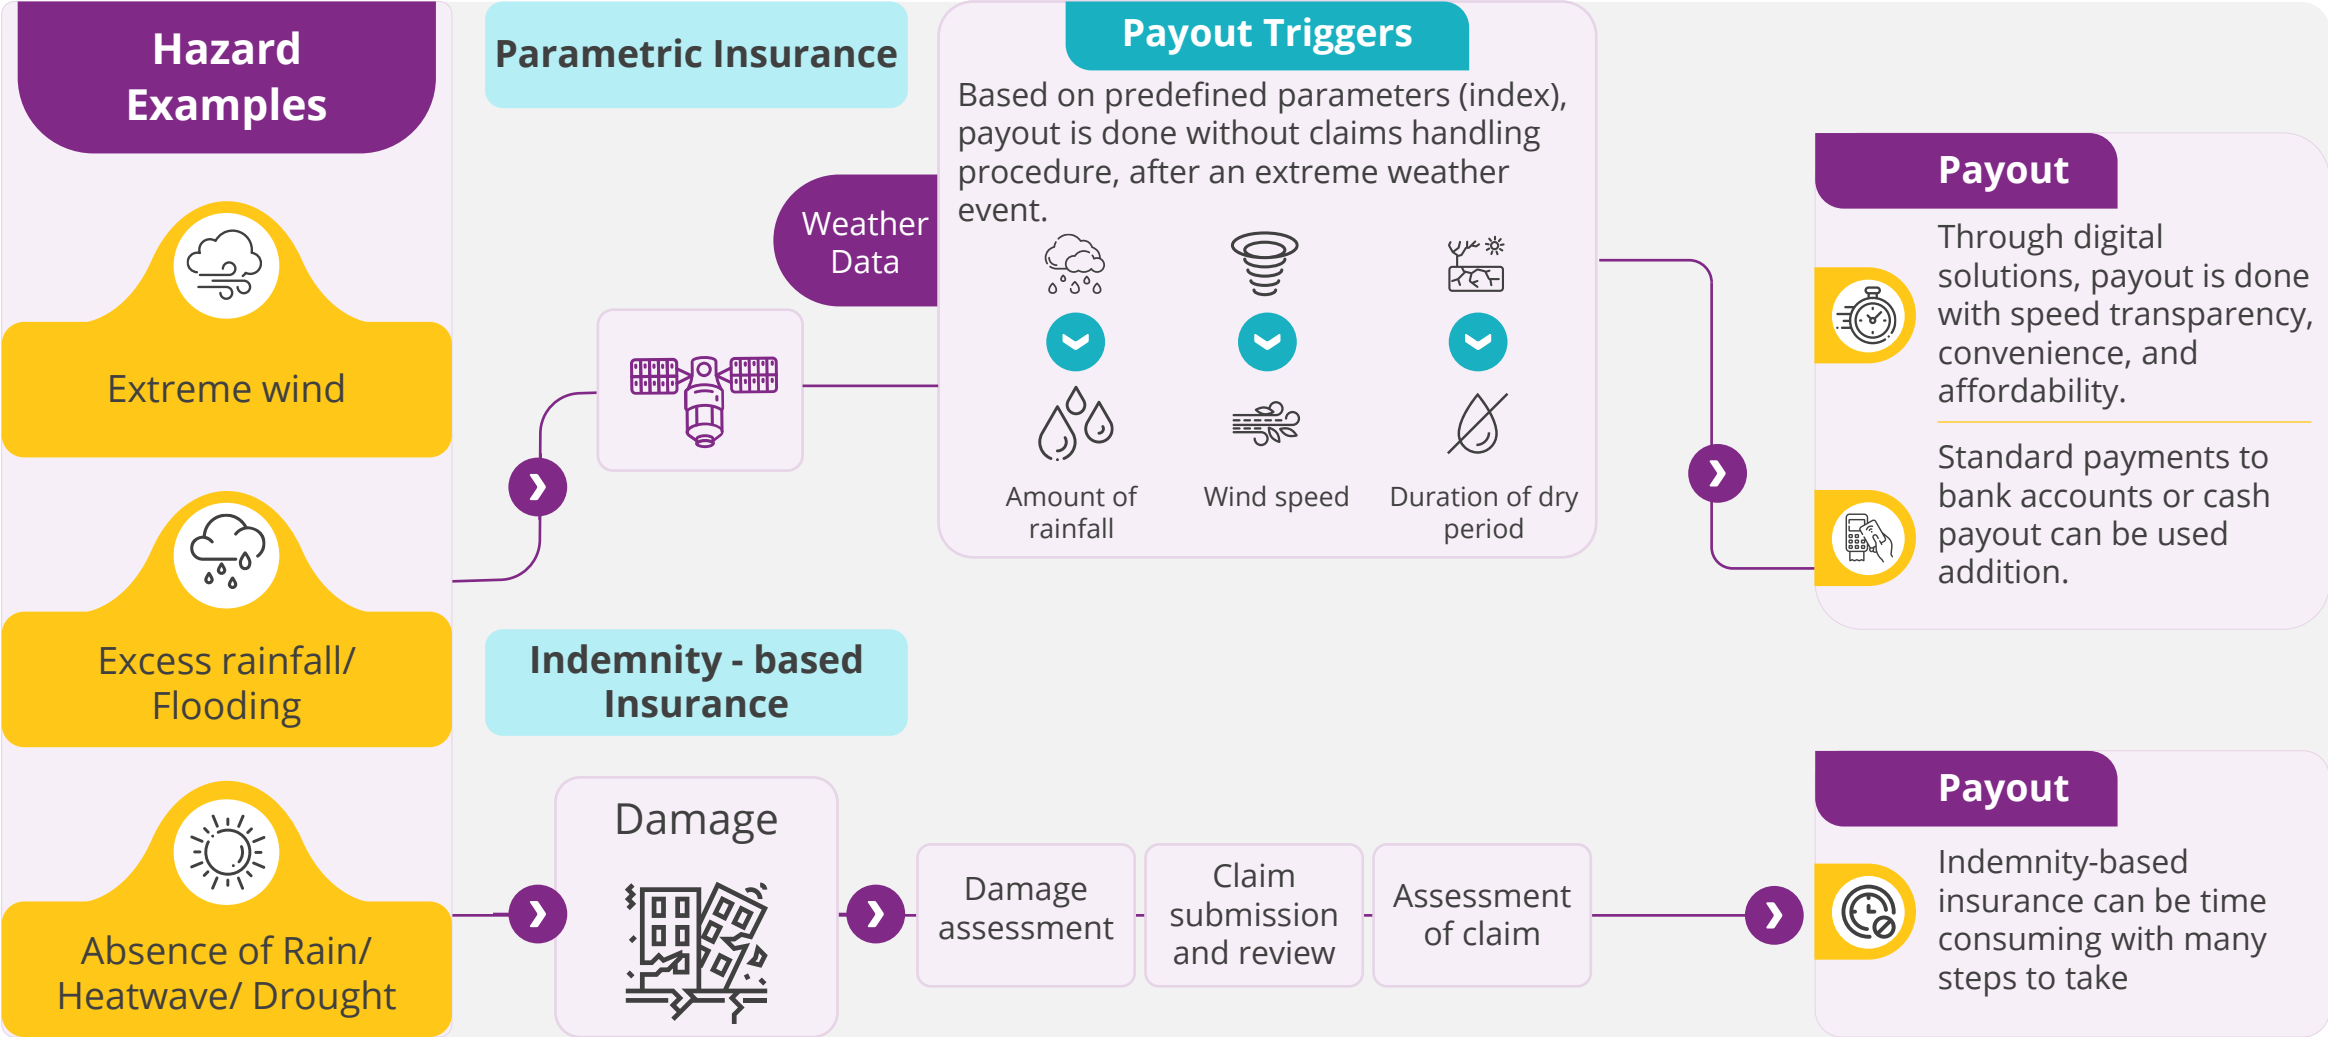 Hazard
Examples
Extreme wind
Excess rainfall/
Flooding
Absence of Rain/
Heatwave/ Drought
Parametric Insurance
Weather
Data
Payout Triggers
Based on predefined parameters (index),
payout is done without claims handling
procedure, after an extreme weather
event.
Amount of
rainfall
Wind speed
Duration of dry
period
Payout
Through digital
solutions, payout is done
with speed transparency,
convenience, and
affordability.
Standard payments to
bank accounts or cash
payout can be used
addition.
Indemnity - based
Insurance
Damage
Damage
assessment
Claim
submission
and review
Assessment
of claim
Payout
Indemnity-based
insurance can be time
consuming with many
steps to take